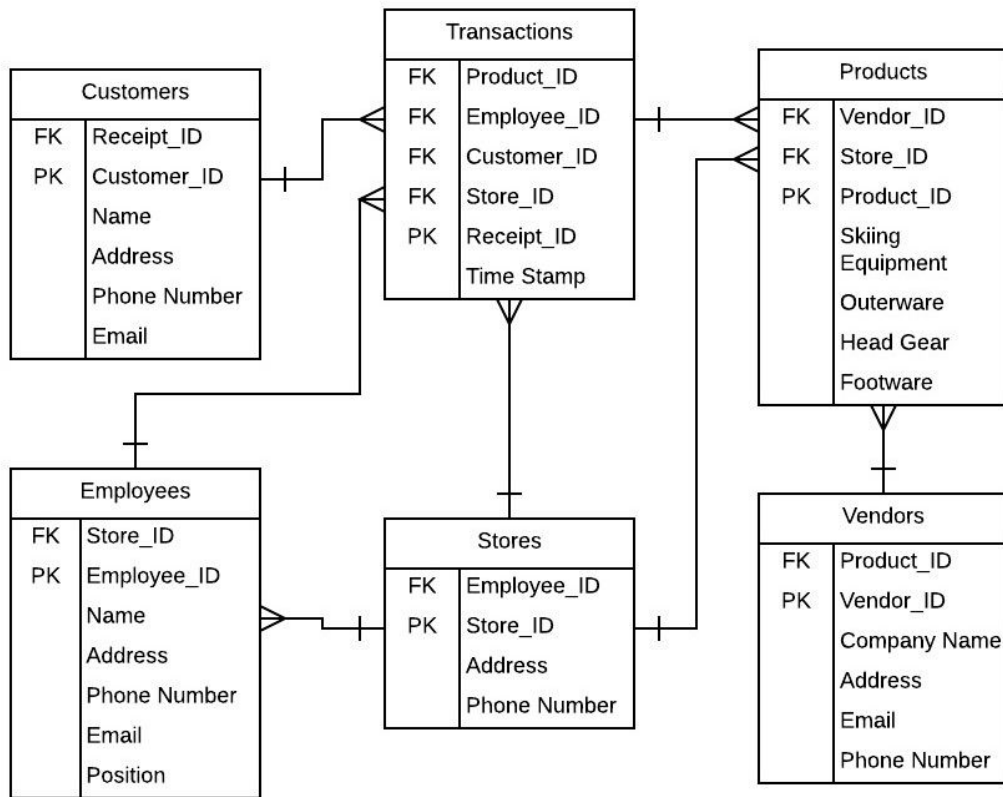 Customers
FK Receipt_ID
PK Customer_ID
Name
Address
Phone Number
Email
Transactions
FK Product_ID
FK Employee_ID
FK Customer_ID
FK Store_ID
PK Receipt_ID
Time Stamp
Products
FK Vendor_ID
FK Store_ID
PK Product_ID
Skiing
Equipment
Outerware
Head Gear
Footware
Employees
FK Store_ID
PK Employee_ID
Name
Address
Phone Number
Email
Position
Stores
FK Employee_ID
PK Store_ID
Address
Phone Number
Vendors
FK Product_ID
PK Vendor_ID
Company Name
Address
Email
Phone Number